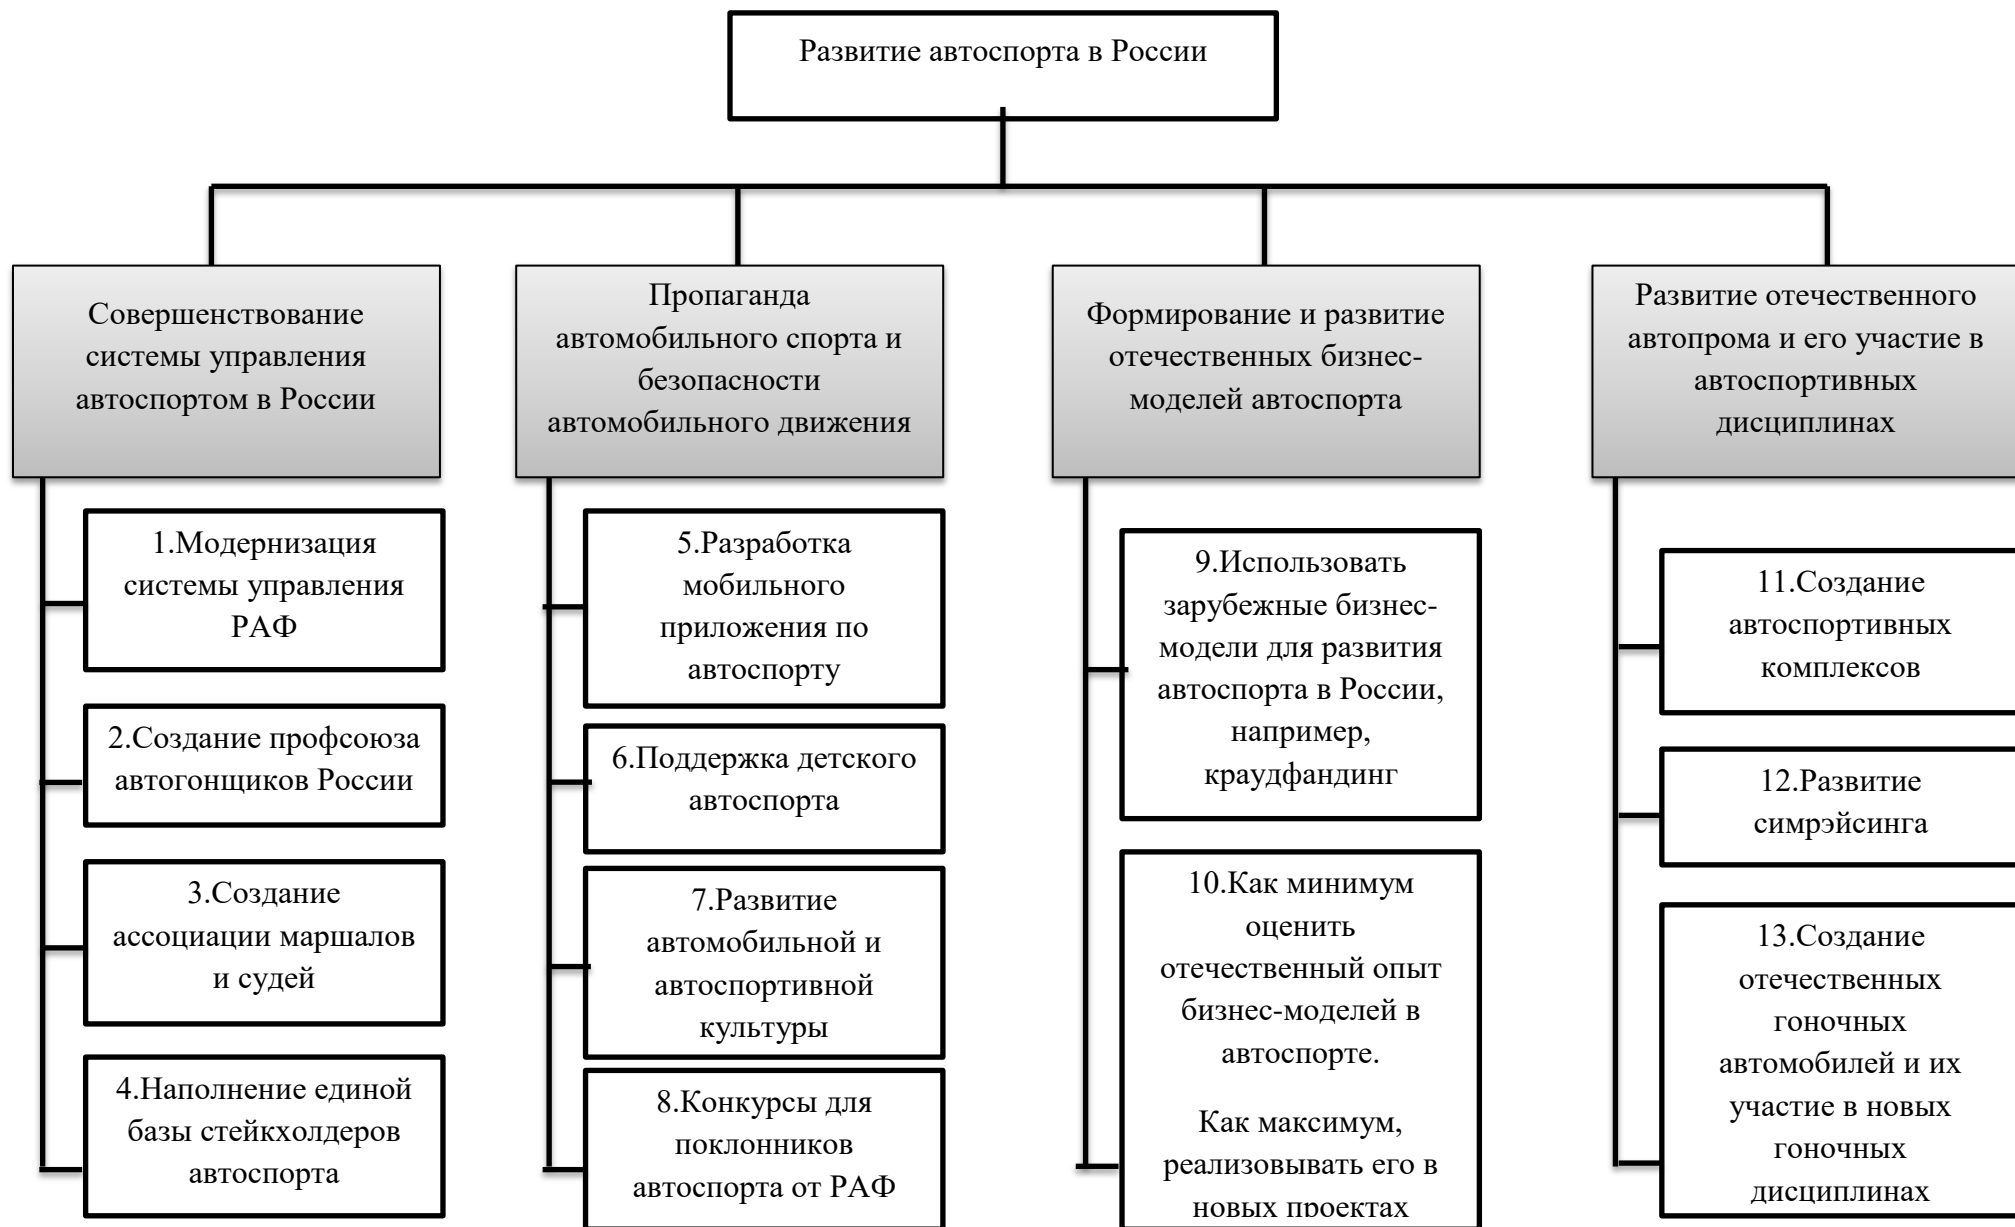 Развитие автоспорта в России
Совершенствование
системы управления
автоспортом в России
1.Модернизация
системы управления
РАФ
2.Создание профсоюза
автогонщиков России
3.Создание
ассоциации маршалов
и судей
4.Наполнение единой
базы стейкхолдеров
автоспорта
Пропаганда
автомобильного спорта и
безопасности
автомобильного движения
5.Разработка
мобильного
приложения по
автоспорту
6.Поддержка детского
автоспорта
7.Развитие
автомобильной и
автоспортивной
культуры
8.Конкурсы для
поклонников
автоспорта от РАФ
Формирование и развитие
отечественных бизнес-
моделей автоспорта
9.Использовать
зарубежные бизнес-
модели для развития
автоспорта в России,
например,
краудфандинг
10.Как минимум
оценить
отечественный опыт
бизнес-моделей в
автоспорте.
Как максимум,
реализовывать его в
новых проектах
Развитие отечественного
автопрома и его участие в
автоспортивных
дисциплинах
11.Создание
автоспортивных
комплексов
12.Развитие
симрэйсинга
13.Создание
отечественных
гоночных
автомобилей и их
участие в новых
гоночных
дисциплинах